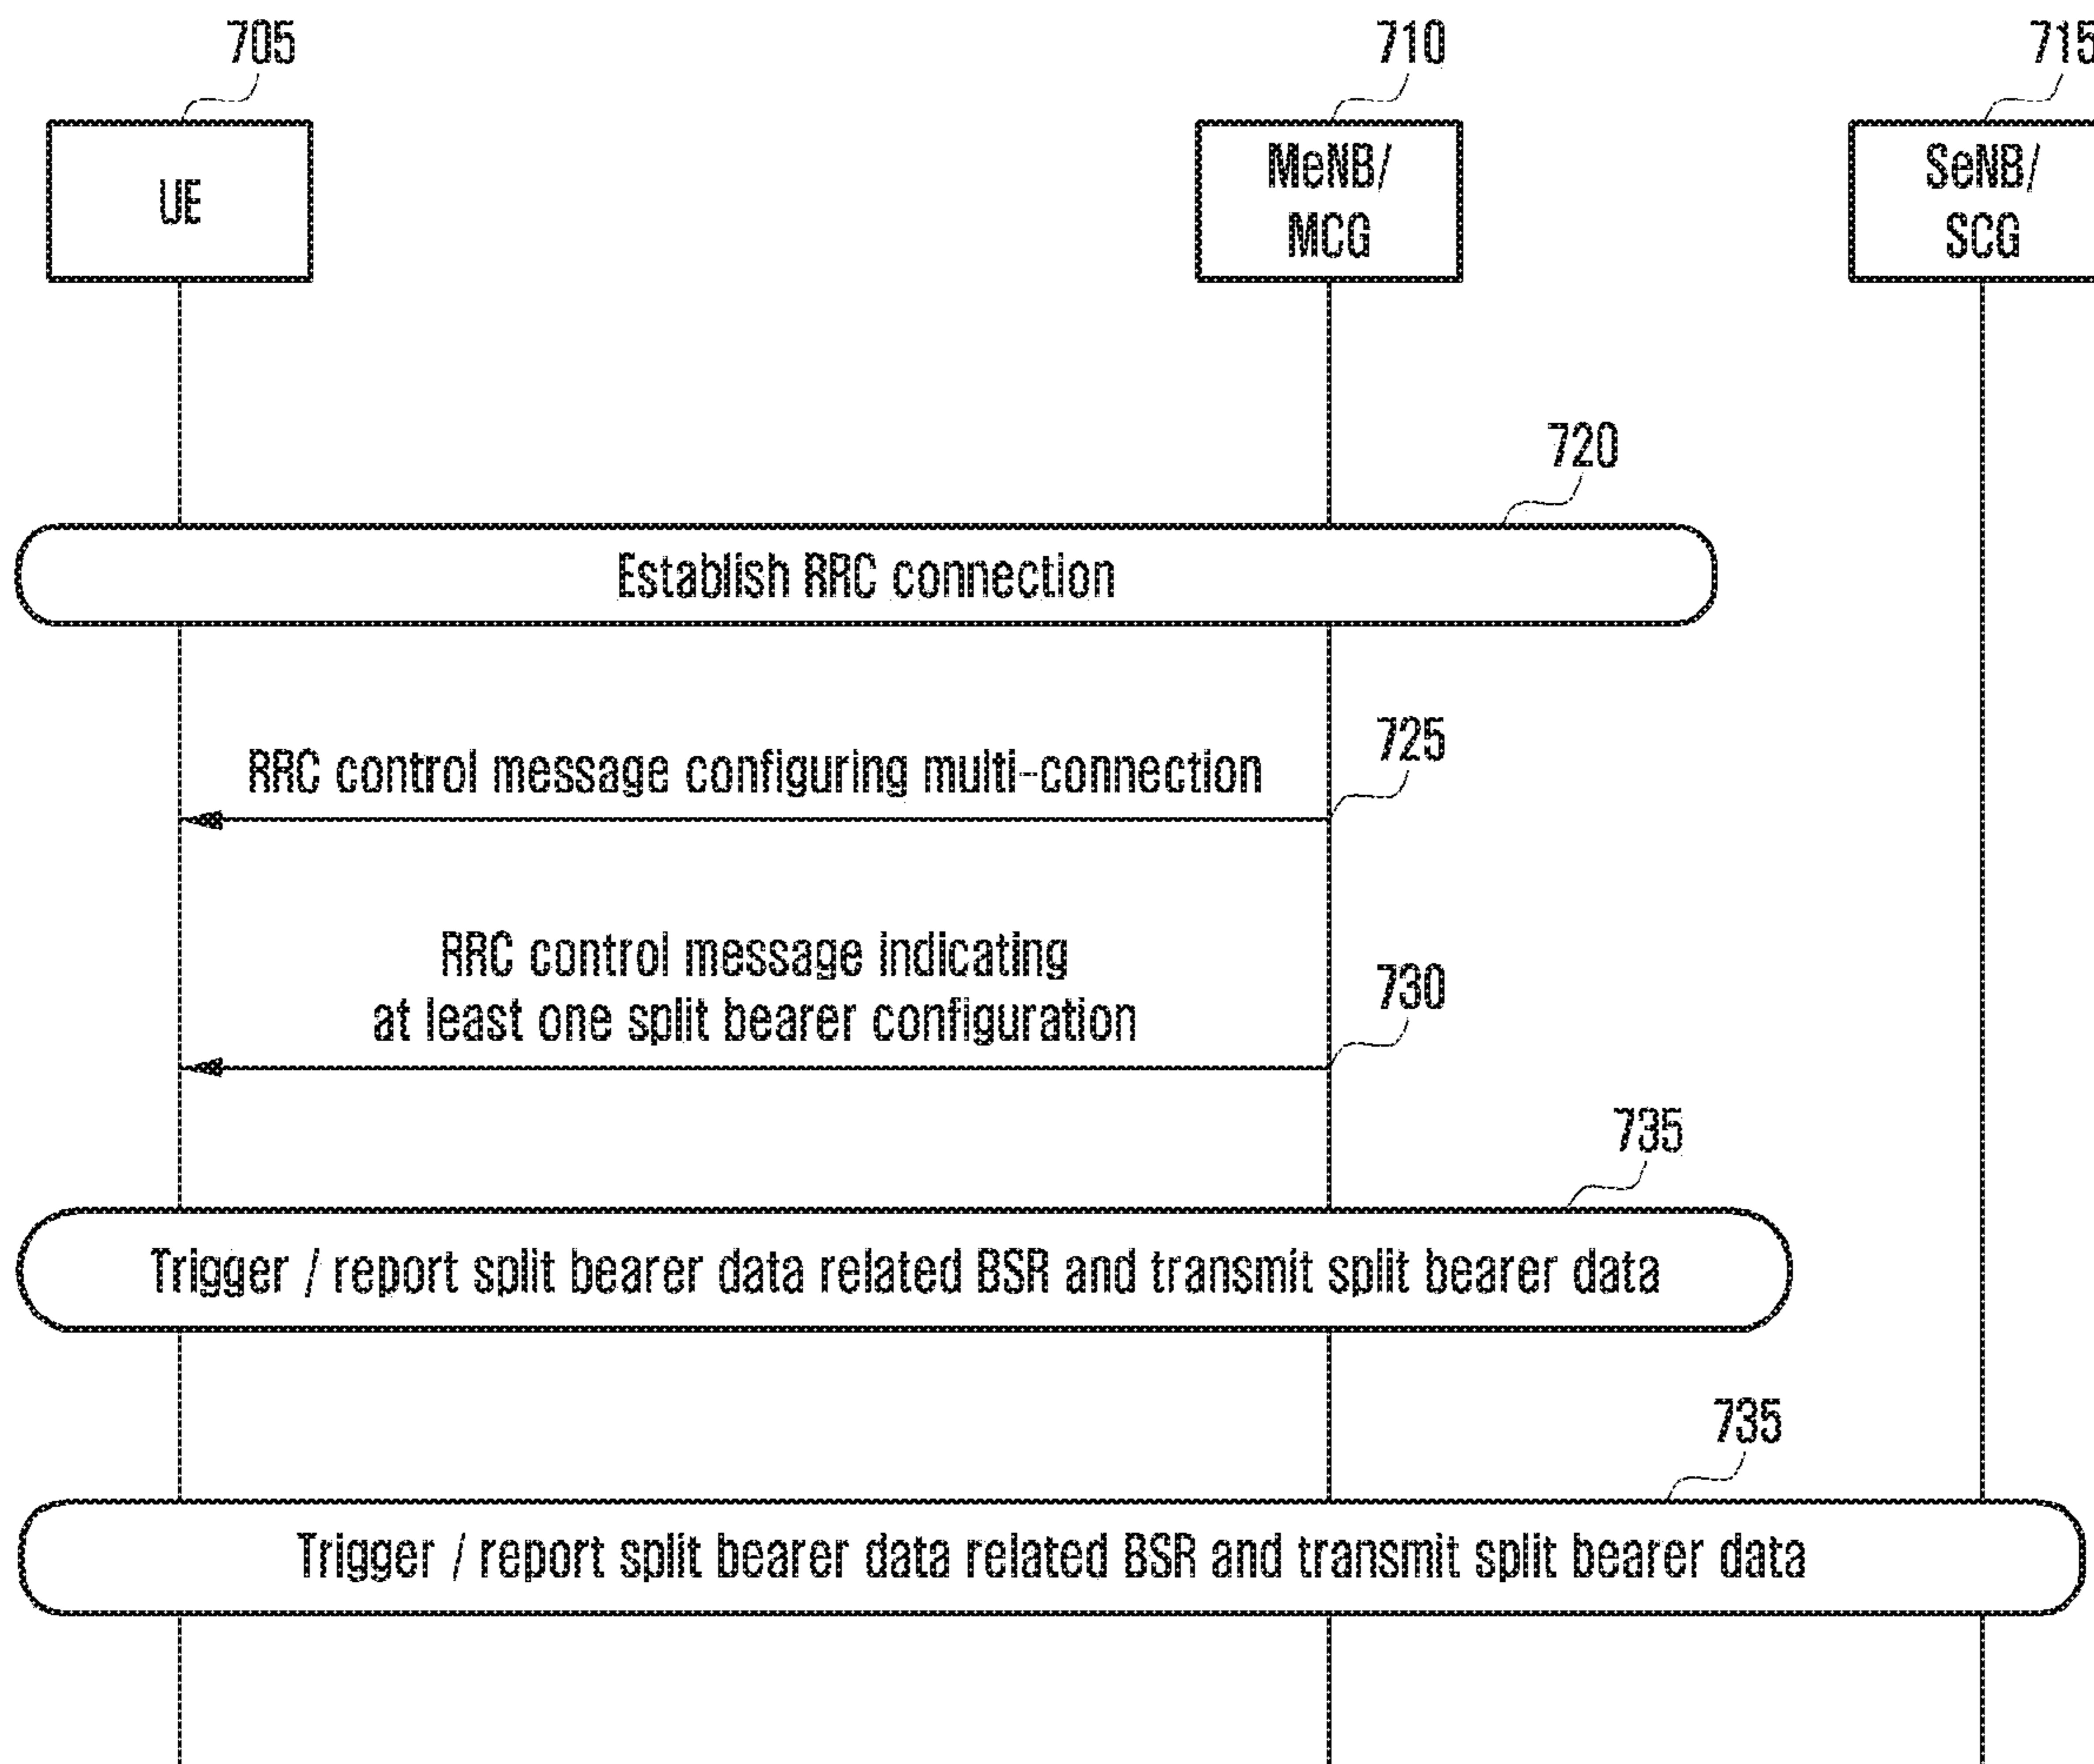 705
710
715
UE
MeNB/
MCG
SeNB/
SCG
720
Establish RRC connection
725
RRC control message configuring multi-connection
RRC control message indicating
at least one split bearer configuration
730
735
Trigger / report split bearer data related BSR and transmit split bearer data
735
Trigger / report split bearer data related BSR and transmit split bearer data